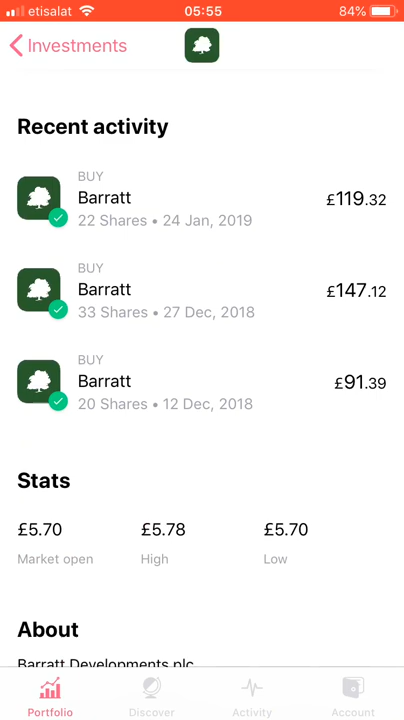 etisalat 05:55 84%
Investments
Recent activity
BUY
Barratt £119.32
22 Shares • 24 Jan, 2019
BUY
Barratt £147.12
33 Shares • 27 Dec, 2018
BUY
Barratt £91.39
20 Shares • 12 Dec, 2018
Stats
£5.70 £5.78 £5.70
Market open High Low
About
Barratt Developments plc
Portfolio Discover Activity Account